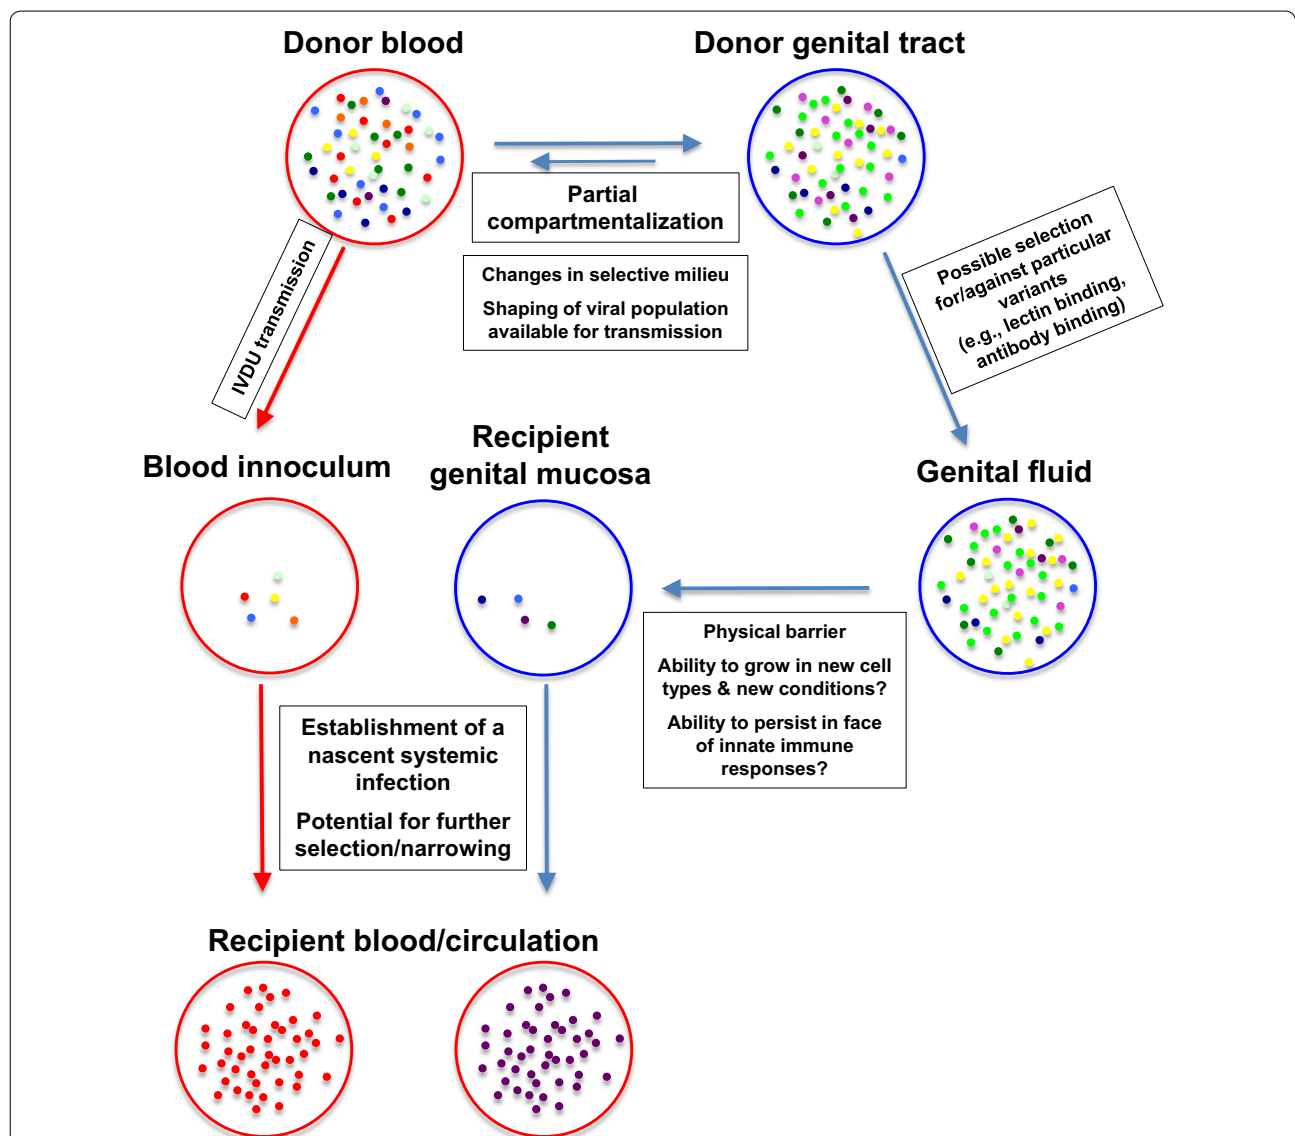 Donor blood
Donor genital tract
Partial
compartmentalization
Changes in selective milieu
Shaping of viral population
available for transmission
IVDU transmission
Possible selection
for/against particular
variants
(e.g., lectin binding,
antibody binding)
Blood innoculum
Recipient
genital mucosa
Genital fluid
Physical barrier
Ability to grow in new cell
types & new conditions?
Ability to persist in face
of innate immune
responses?
Establishment of a
nascent systemic
infection
Potential for further
selection/narrowing
Recipient blood/circulation